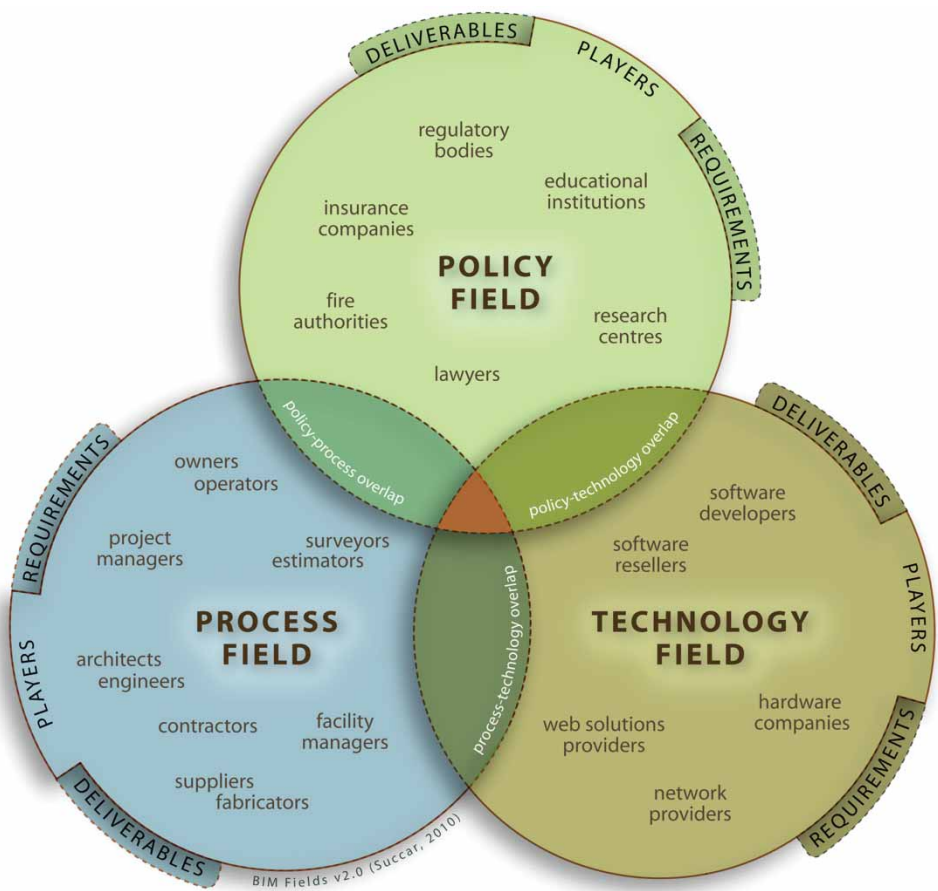 DELIVERABLES
PLAYERS
REQUIREMENTS
regulatory
bodies
educational
institutions
insurance
companies
POLICY
FIELD
fire
authorities
research
centres
lawyers
policy-process overlap
policy-technology overlap
process-technology overlap
REQUIREMENTS
PLAYERS
DELIVERABLES
owners
operators
project
managers
surveyors
estimators
PROCESS
FIELD
architects
engineers
contractors
facility
managers
suppliers
fabricators
DELIVERABLES
PLAYERS
REQUIREMENTS
software
developers
software
resellers
TECHNOLOGY
FIELD
hardware
companies
web solutions
providers
network
providers
BIM Fields v2.0 (Succar, 2010)